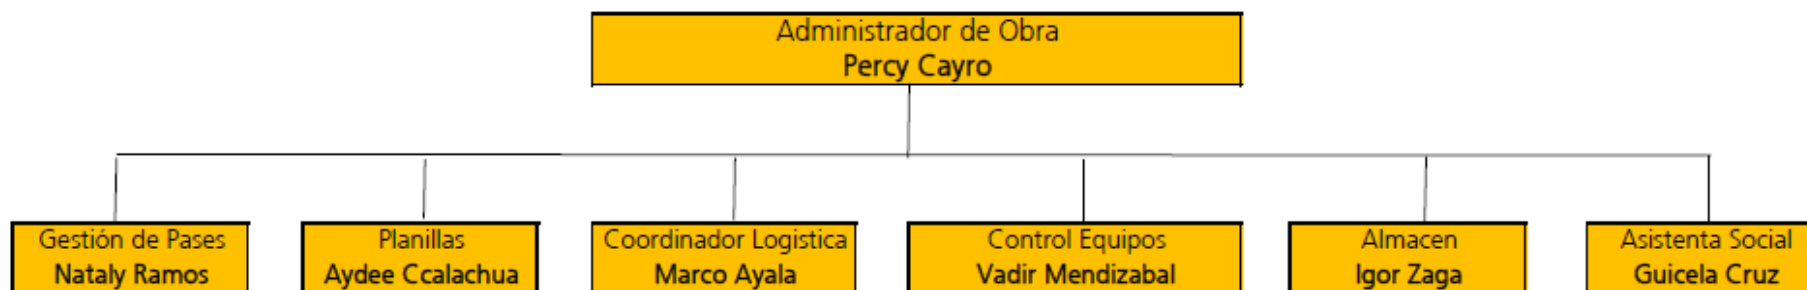 Administrador de Obra
Percy Cayro
Gestión de Pases
Nataly Ramos
Planillas
Aydee Ccalachua
Coordinador Logistica
Marco Ayala
Control Equipos
Vadir Mendizabal
Almacen
Igor Zaga
Asistenta Social
Guicela Cruz